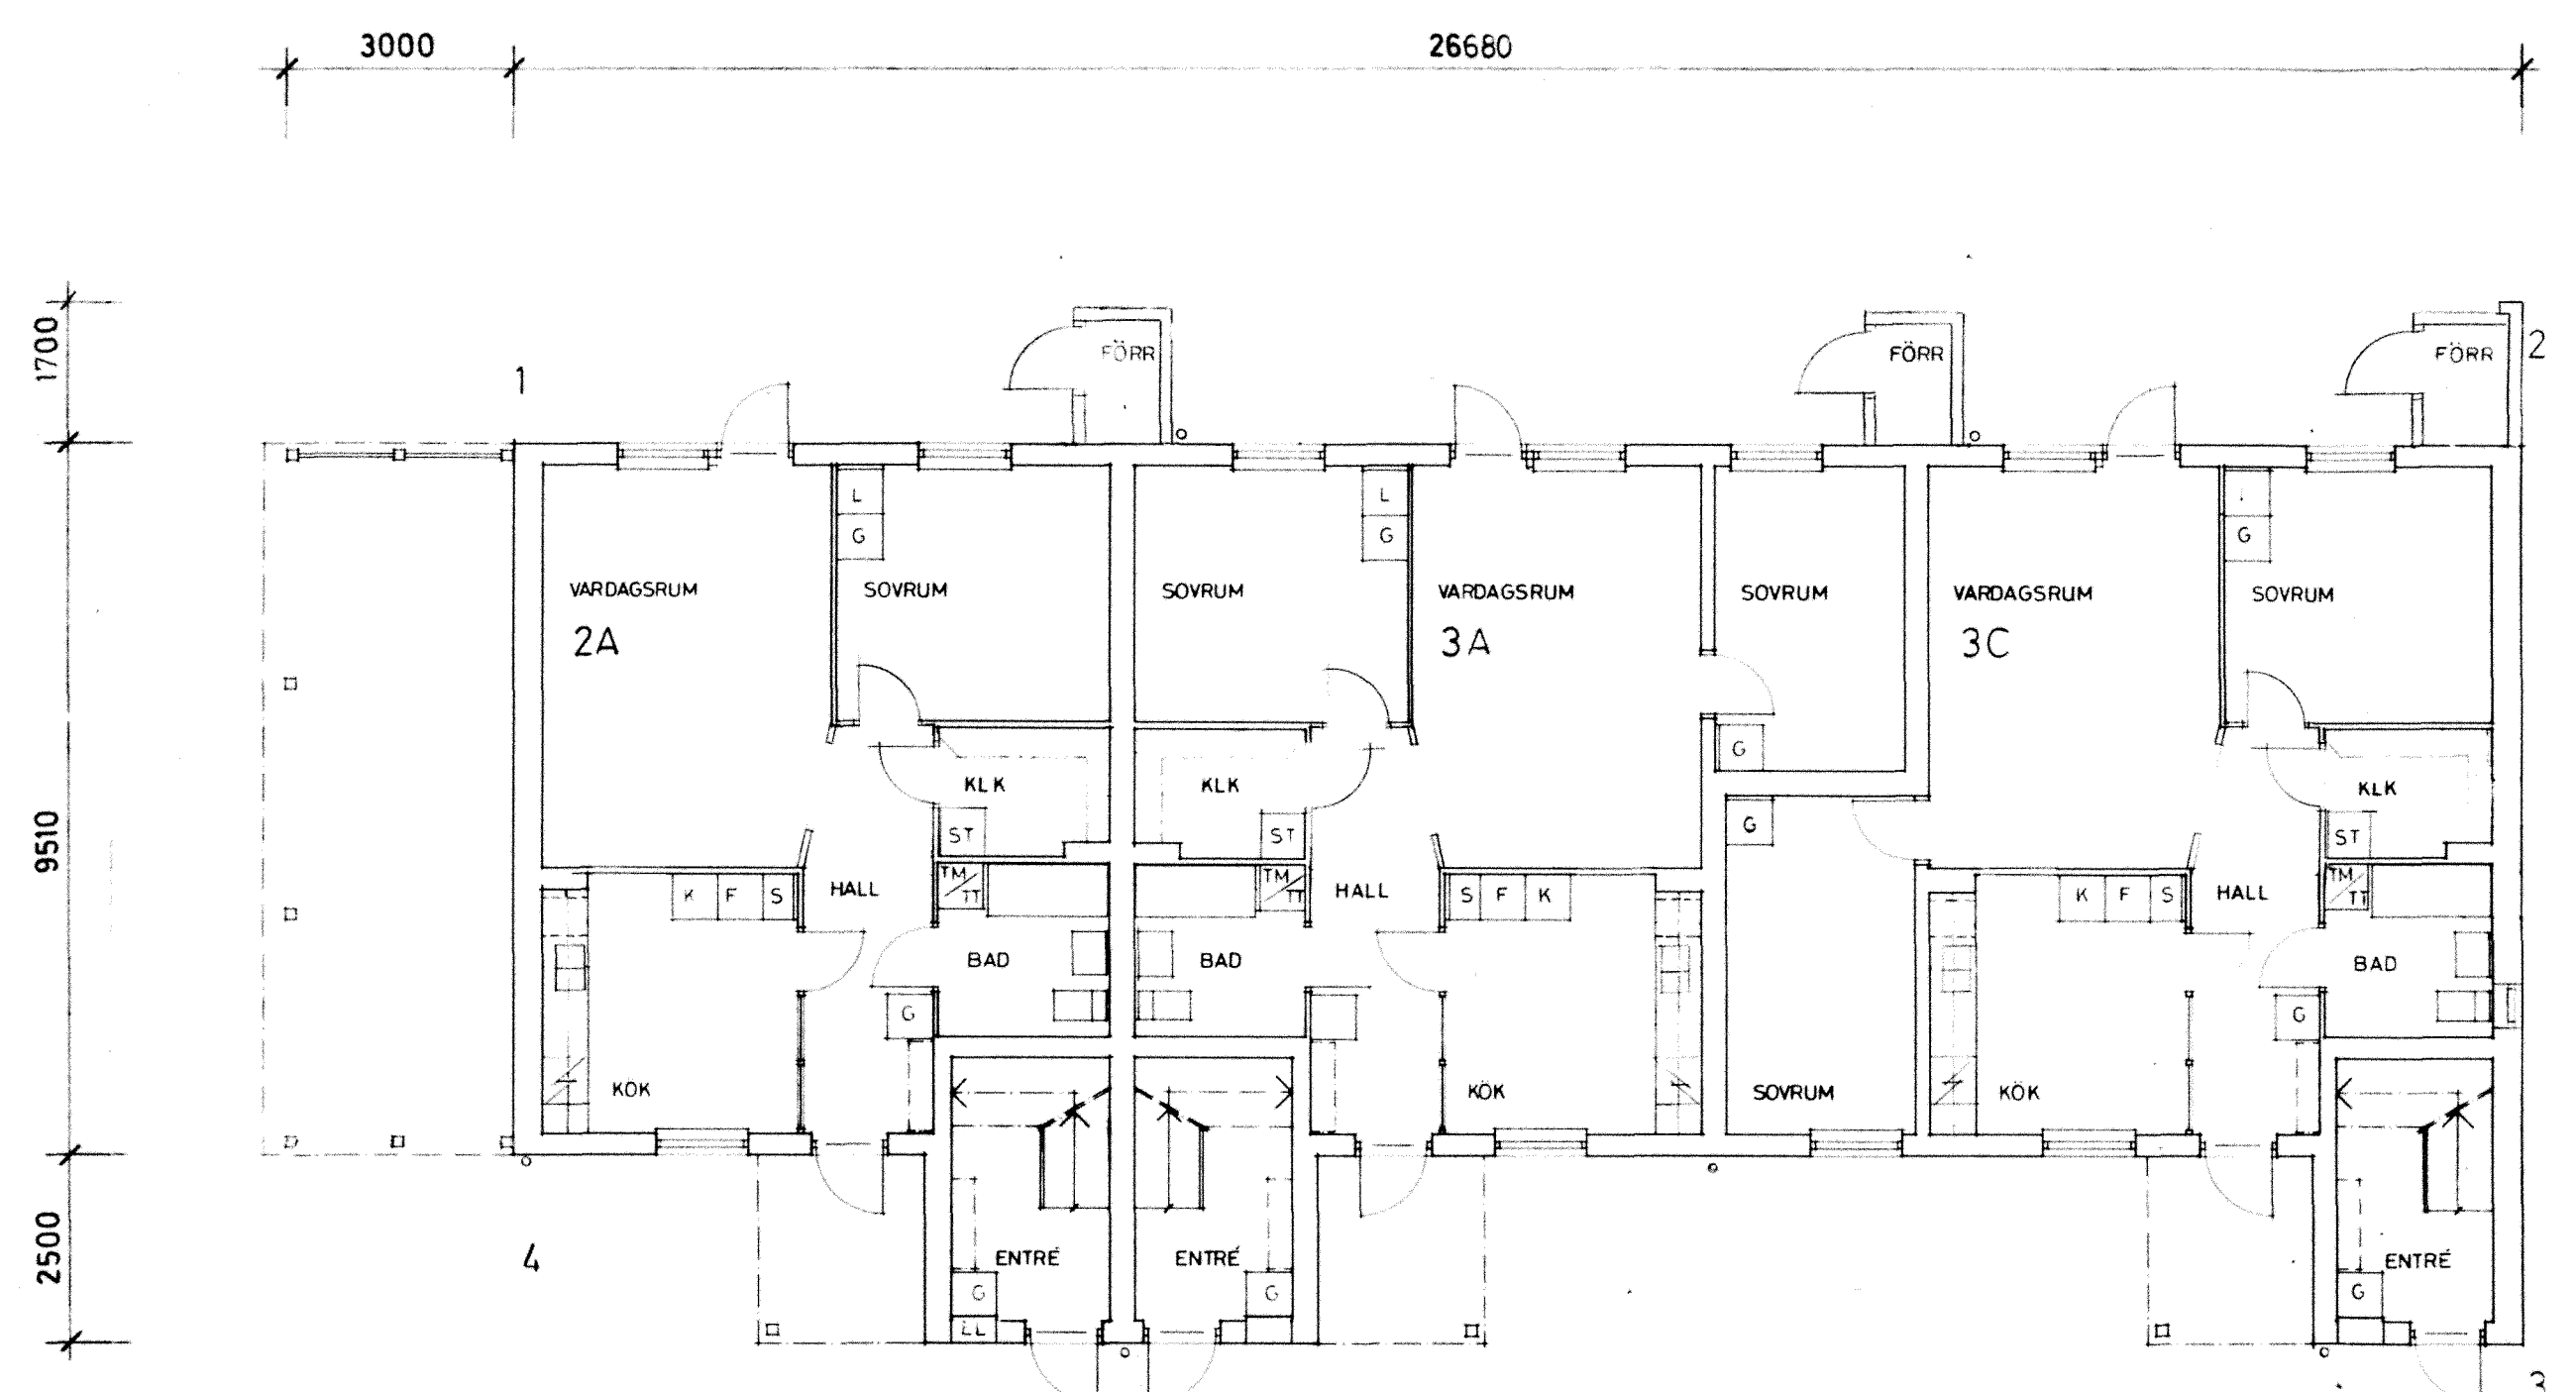 3000
26680
1700
FÖRR
FÖRR
FÖRR
2
1
L
L
G
G
G
VARDAGSRUM
SOVRUM
SOVRUM
VARDAGSRUM
SOVRUM
VARDAGSRUM
SOVRUM
2A
3A
3C
G
KLK
KLK
KLK
9510
ST
ST
G
ST
K F S
HALL
TM
TT
TM
TT
HALL
S F K
K F S
HALL
TM
TT
BAD
BAD
BAD
G
G
KÖK
KÖK
SOVRUM
KÖK
2500
4
ENTRÉ
ENTRÉ
ENTRÉ
G
G
G
EL
3